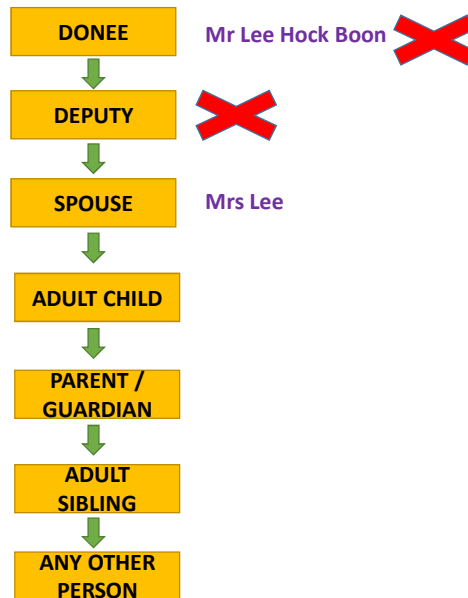 DONEE
Mr Lee Hock Boon
DEPUTY
SPOUSE
Mrs Lee
ADULT CHILD
PARENT /
GUARDIAN
ADULT
SIBLING
ANY OTHER
PERSON